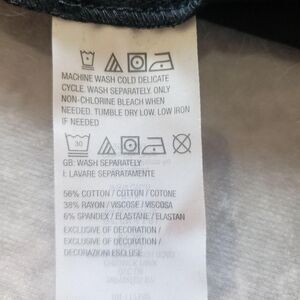 MACHINE WASH COLD DELICATE
CYCLE. WASH SEPARATELY. ONLY
NON-CHLORINE BLEACH WHEN
NEEDED. TUMBLE DRY LOW, LOW IRON
IF NEEDED
30
GB: WASH SEPARATELY
I: LAVARE SEPARATAMENTE
56% COTTON / COTTON / COTONE
38% RAYON / VISCOSE / VISCOSA
6% SPANDEX / ELASTANE / ELASTAN
EXCLUSIVE OF DECORATION /
EXCLUSIVE OF DECORATION /
DECORAZIONI ESCLUSE